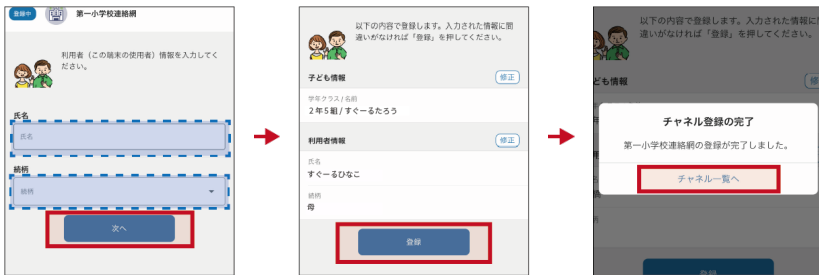 登録中
第一小学校連絡網
利用者(この端末の使用者)情報を入力してく
ださい。
氏名
氏名
続柄
続柄
次へ
以下の内容で登録します。入力された情報に間
違いがなければ「登録」を押してください。
子ども情報
修正
学年クラス/名前
2年5組/すぐーるたろう
利用者情報
修正
氏名
すぐーるひなこ
続柄
母
登録
以下の内容で登録します。入力された情報に
違いがなければ「登録」を押してください。
ども情報
チャネル登録の完了
第一小学校連絡網の登録が完了しました。
チャネル一覧へ
登録